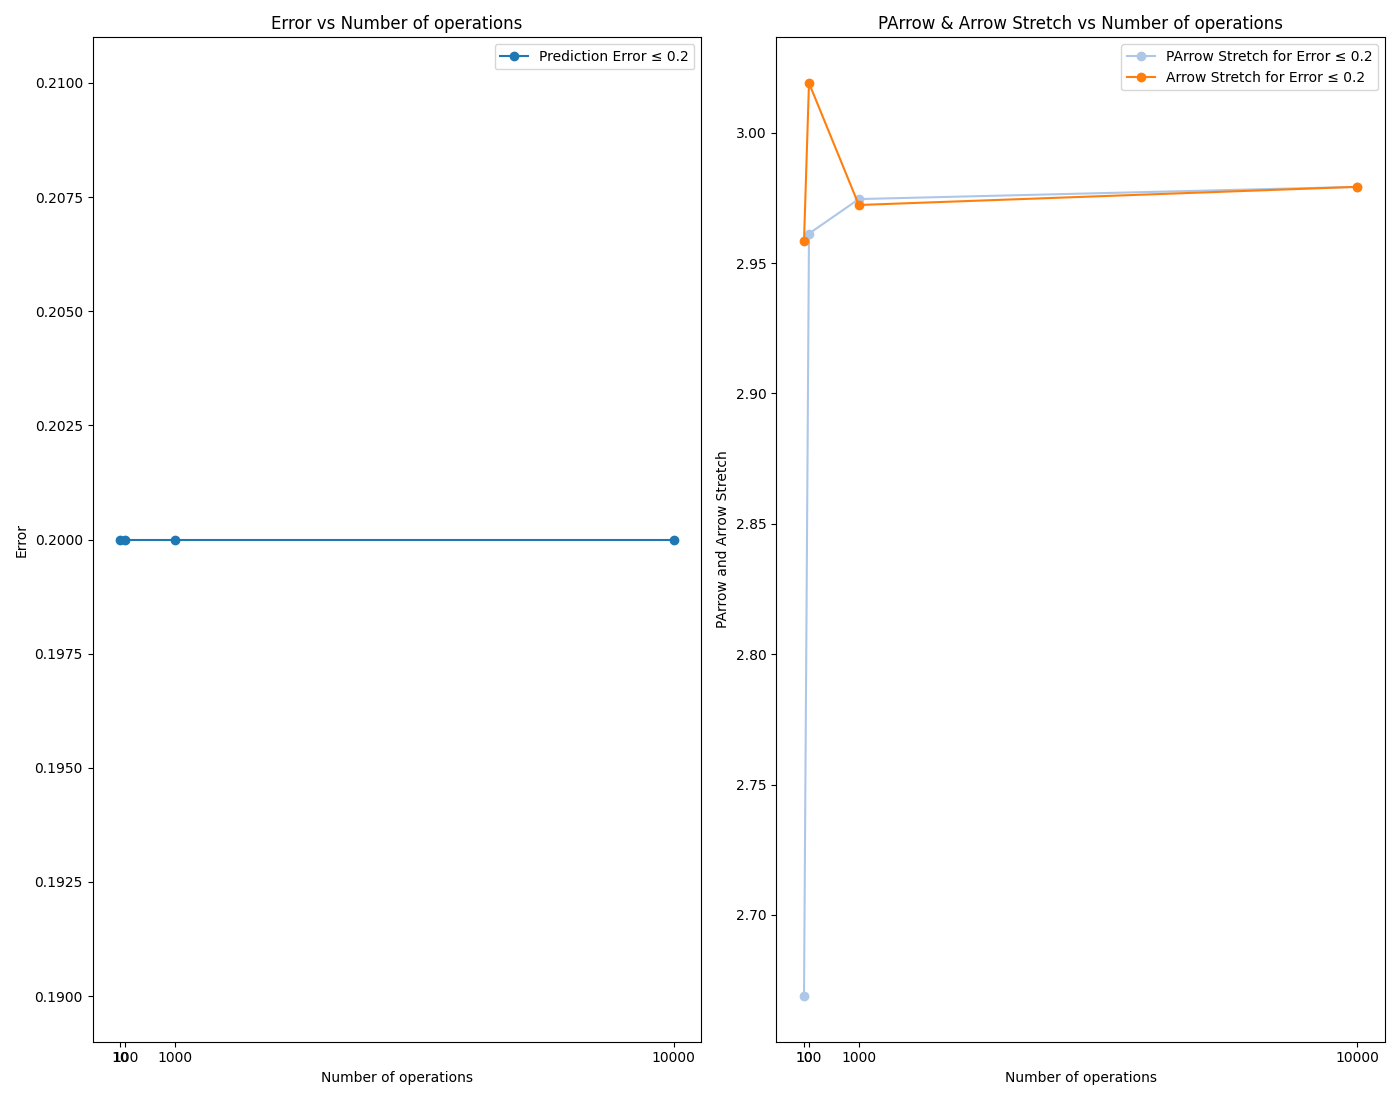 Error vs Number of operations
Prediction Error ≤ 0.2
0.2100
0.2075
0.2050
0.2025
0.2000
0.1975
0.1950
0.1925
0.1900
Error
10
100
1000
10000
Number of operations
PArrow & Arrow Stretch vs Number of operations
PArrow Stretch for Error ≤ 0.2
Arrow Stretch for Error ≤ 0.2
3.00
2.95
2.90
2.85
2.80
2.75
2.70
PArrow and Arrow Stretch
10
100
1000
10000
Number of operations